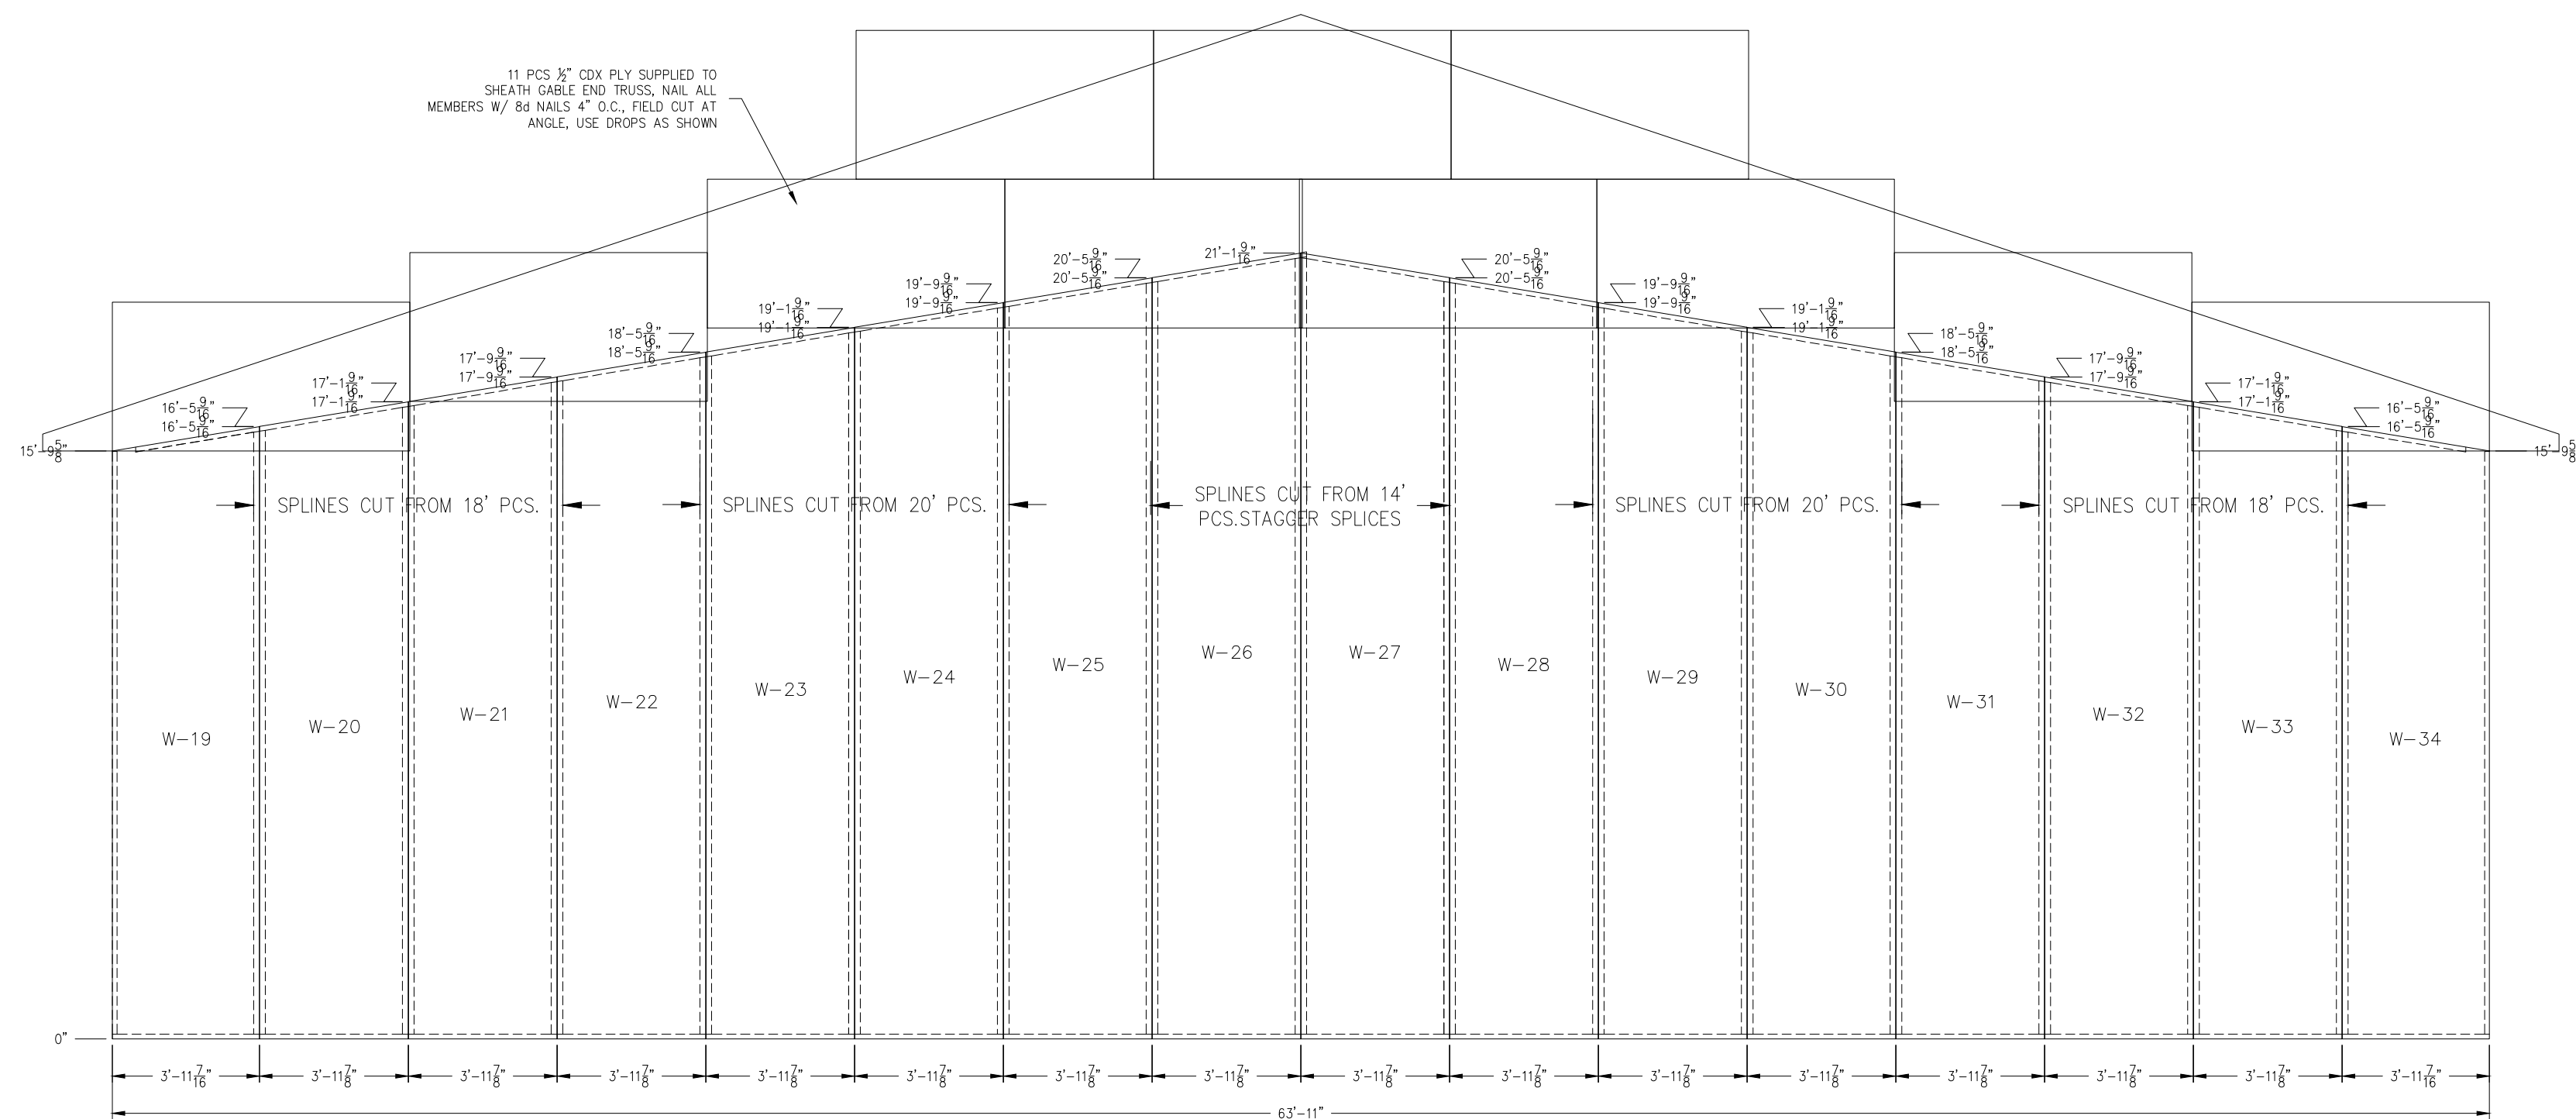 11 PCS ½" CDX PLY SUPPLIED TO
SHEATH GABLE END TRUSS, NAIL ALL
MEMBERS W/ 8d NAILS 4" O.C., FIELD CUT AT
ANGLE, USE DROPS AS SHOWN
21'-1 9/16"
20'-5 9/16"
20'-5 9/16"
20'-5 9/16"
20'-5 9/16"
19'-9 9/16"
19'-9 9/16"
19'-9 9/16"
19'-9 9/16"
19'-1 9/16"
19'-1 9/16"
19'-1 9/16"
19'-1 9/16"
18'-5 9/16"
18'-5 9/16"
18'-5 9/16"
18'-5 9/16"
17'-9 9/16"
17'-9 9/16"
17'-9 9/16"
17'-9 9/16"
17'-1 9/16"
17'-1 9/16"
17'-1 9/16"
17'-1 9/16"
16'-5 9/16"
16'-5 9/16"
16'-5 9/16"
16'-5 9/16"
15'-9 5/8"
15'-9 5/8"
SPLINES CUT FROM 18' PCS.
SPLINES CUT FROM 20' PCS.
SPLINES CUT FROM 14'
PCS.STAGGER SPLICES
SPLINES CUT FROM 20' PCS.
SPLINES CUT FROM 18' PCS.
W-19
W-20
W-21
W-22
W-23
W-24
W-25
W-26
W-27
W-28
W-29
W-30
W-31
W-32
W-33
W-34
0"
3'-11 7/16"
3'-11 7/8"
3'-11 7/8"
3'-11 7/8"
3'-11 7/8"
3'-11 7/8"
3'-11 7/8"
3'-11 7/8"
3'-11 7/8"
3'-11 7/8"
3'-11 7/8"
3'-11 7/8"
3'-11 7/8"
3'-11 7/8"
3'-11 7/8"
3'-11 7/16"
63'-11"